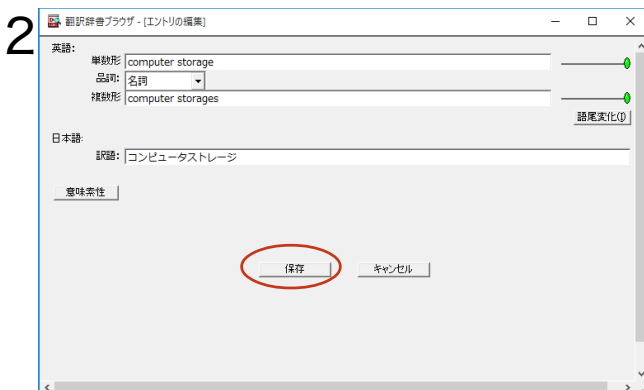 2
翻訳辞書ブラウザ - [エントリの編集]
英語:
単数形 computer storage
品詞: 名詞
複数形 computer storages
語尾変化(I)
日本語:
訳語: コンピュータストレージ
意味素性
保存 キャンセル